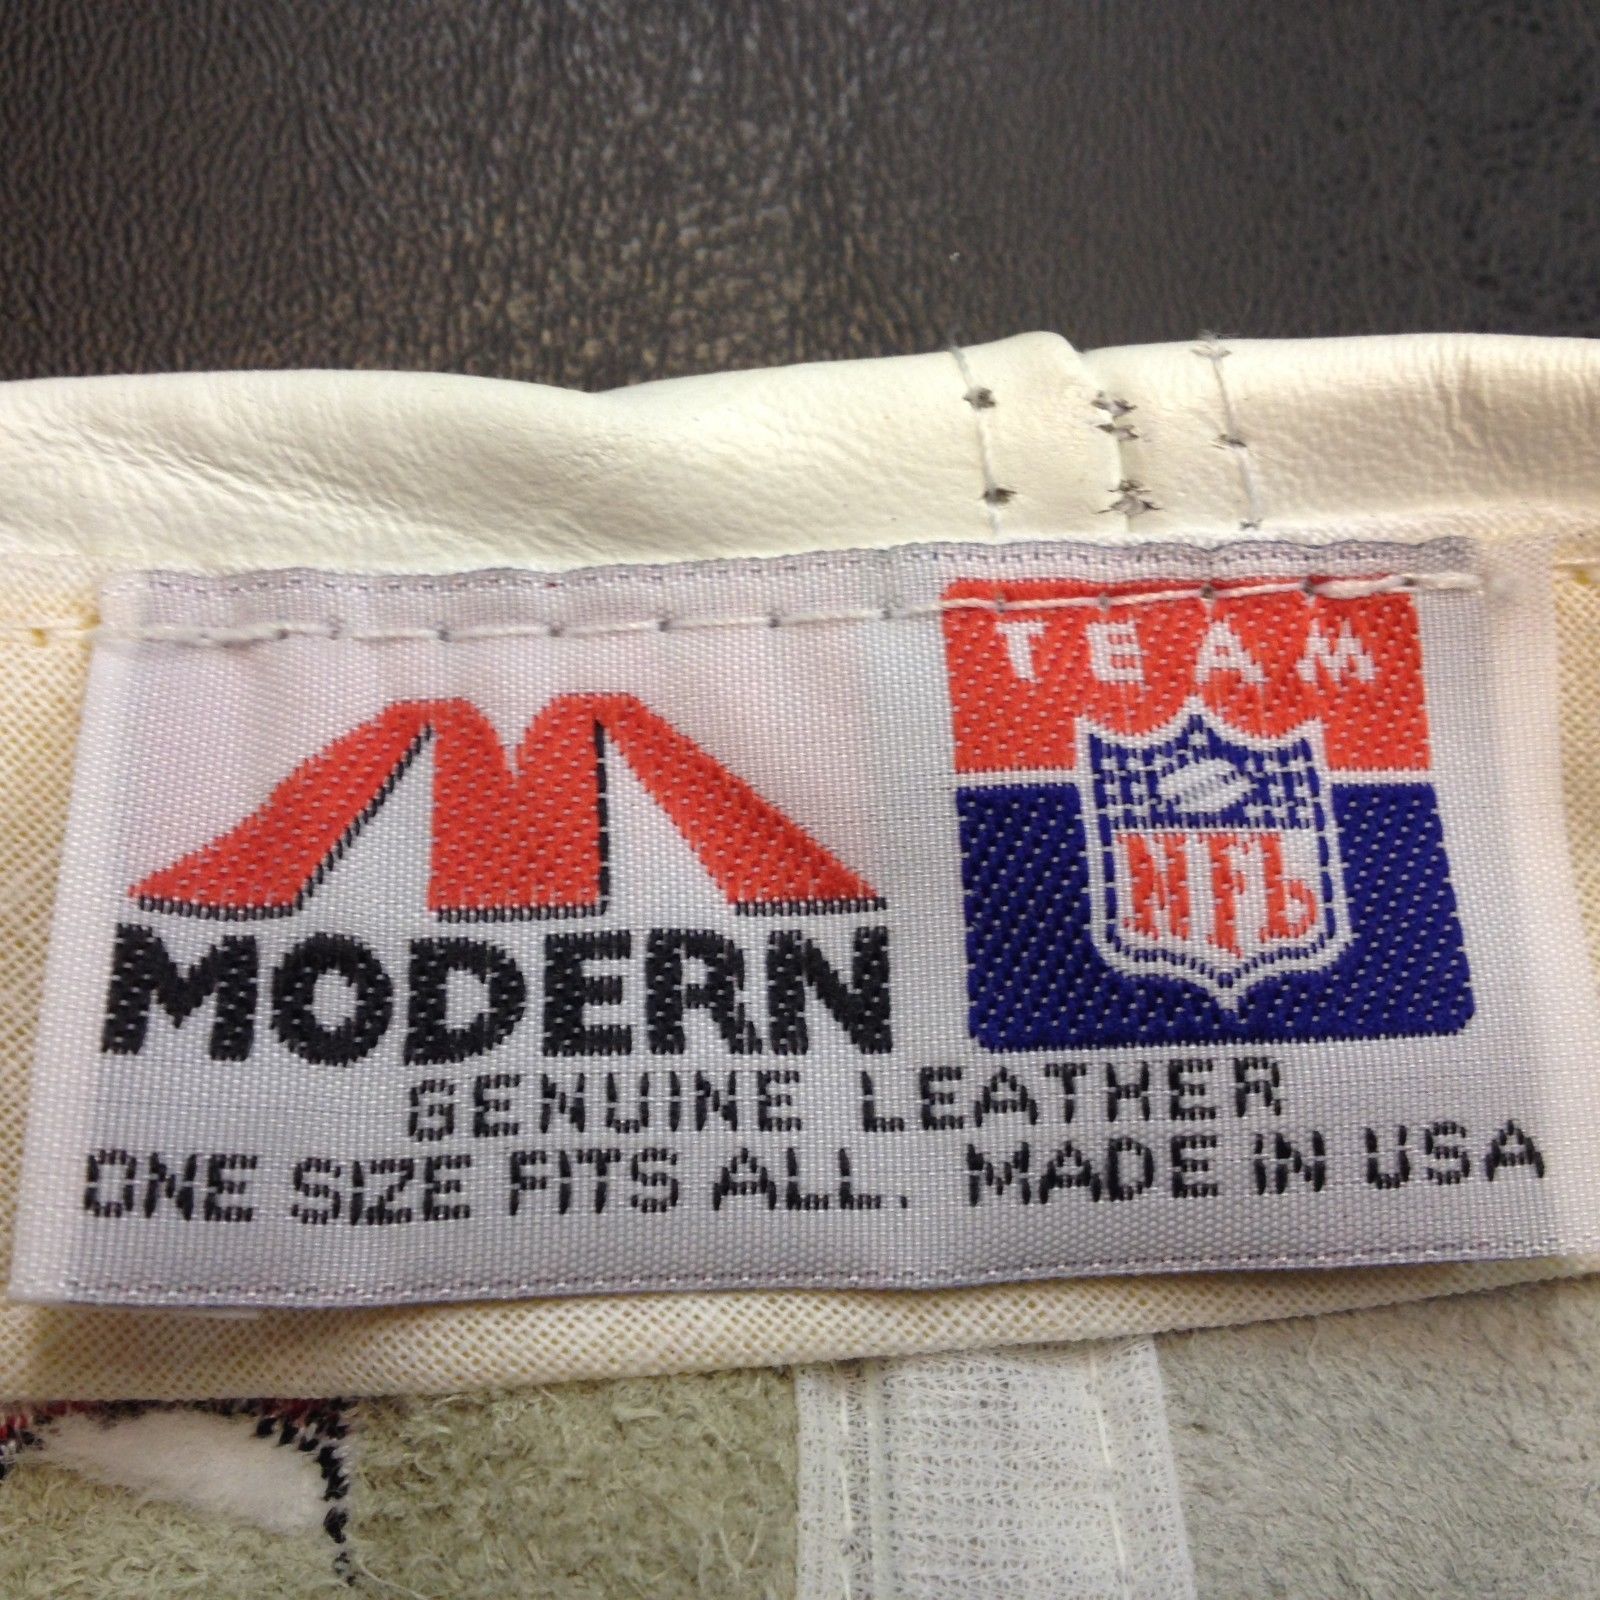 TEAM
NFL
MODERN
GENUINE LEATHER
ONE SIZE FITS ALL. MADE IN USA